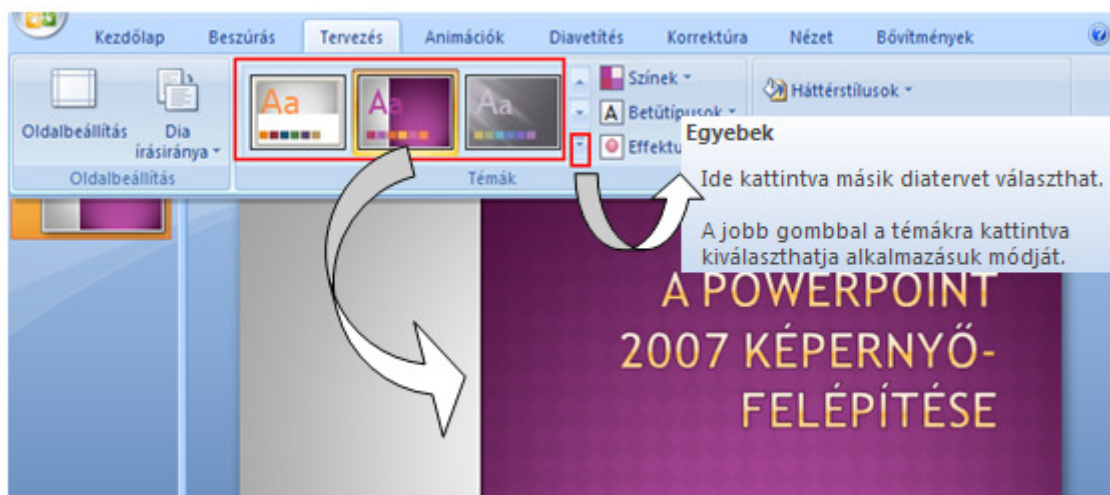 Kezdőlap Beszúrás Tervezés Animációk Diavetítés Korrektúra Nézet Bővítmények
Oldalbeállítás
Dia
írásiránya
Oldalbeállítás
Aa
Aa
Aa
Témák
Színek
Betűtípusok
Háttérstílusok
Egyebek
Ide kattintva másik diatervet választhat.
A jobb gombbal a témákra kattintva
kiválaszthatja alkalmazásuk módját.
A POWERPOINT
2007 KÉPERNYŐ-
FELÉPÍTÉSE